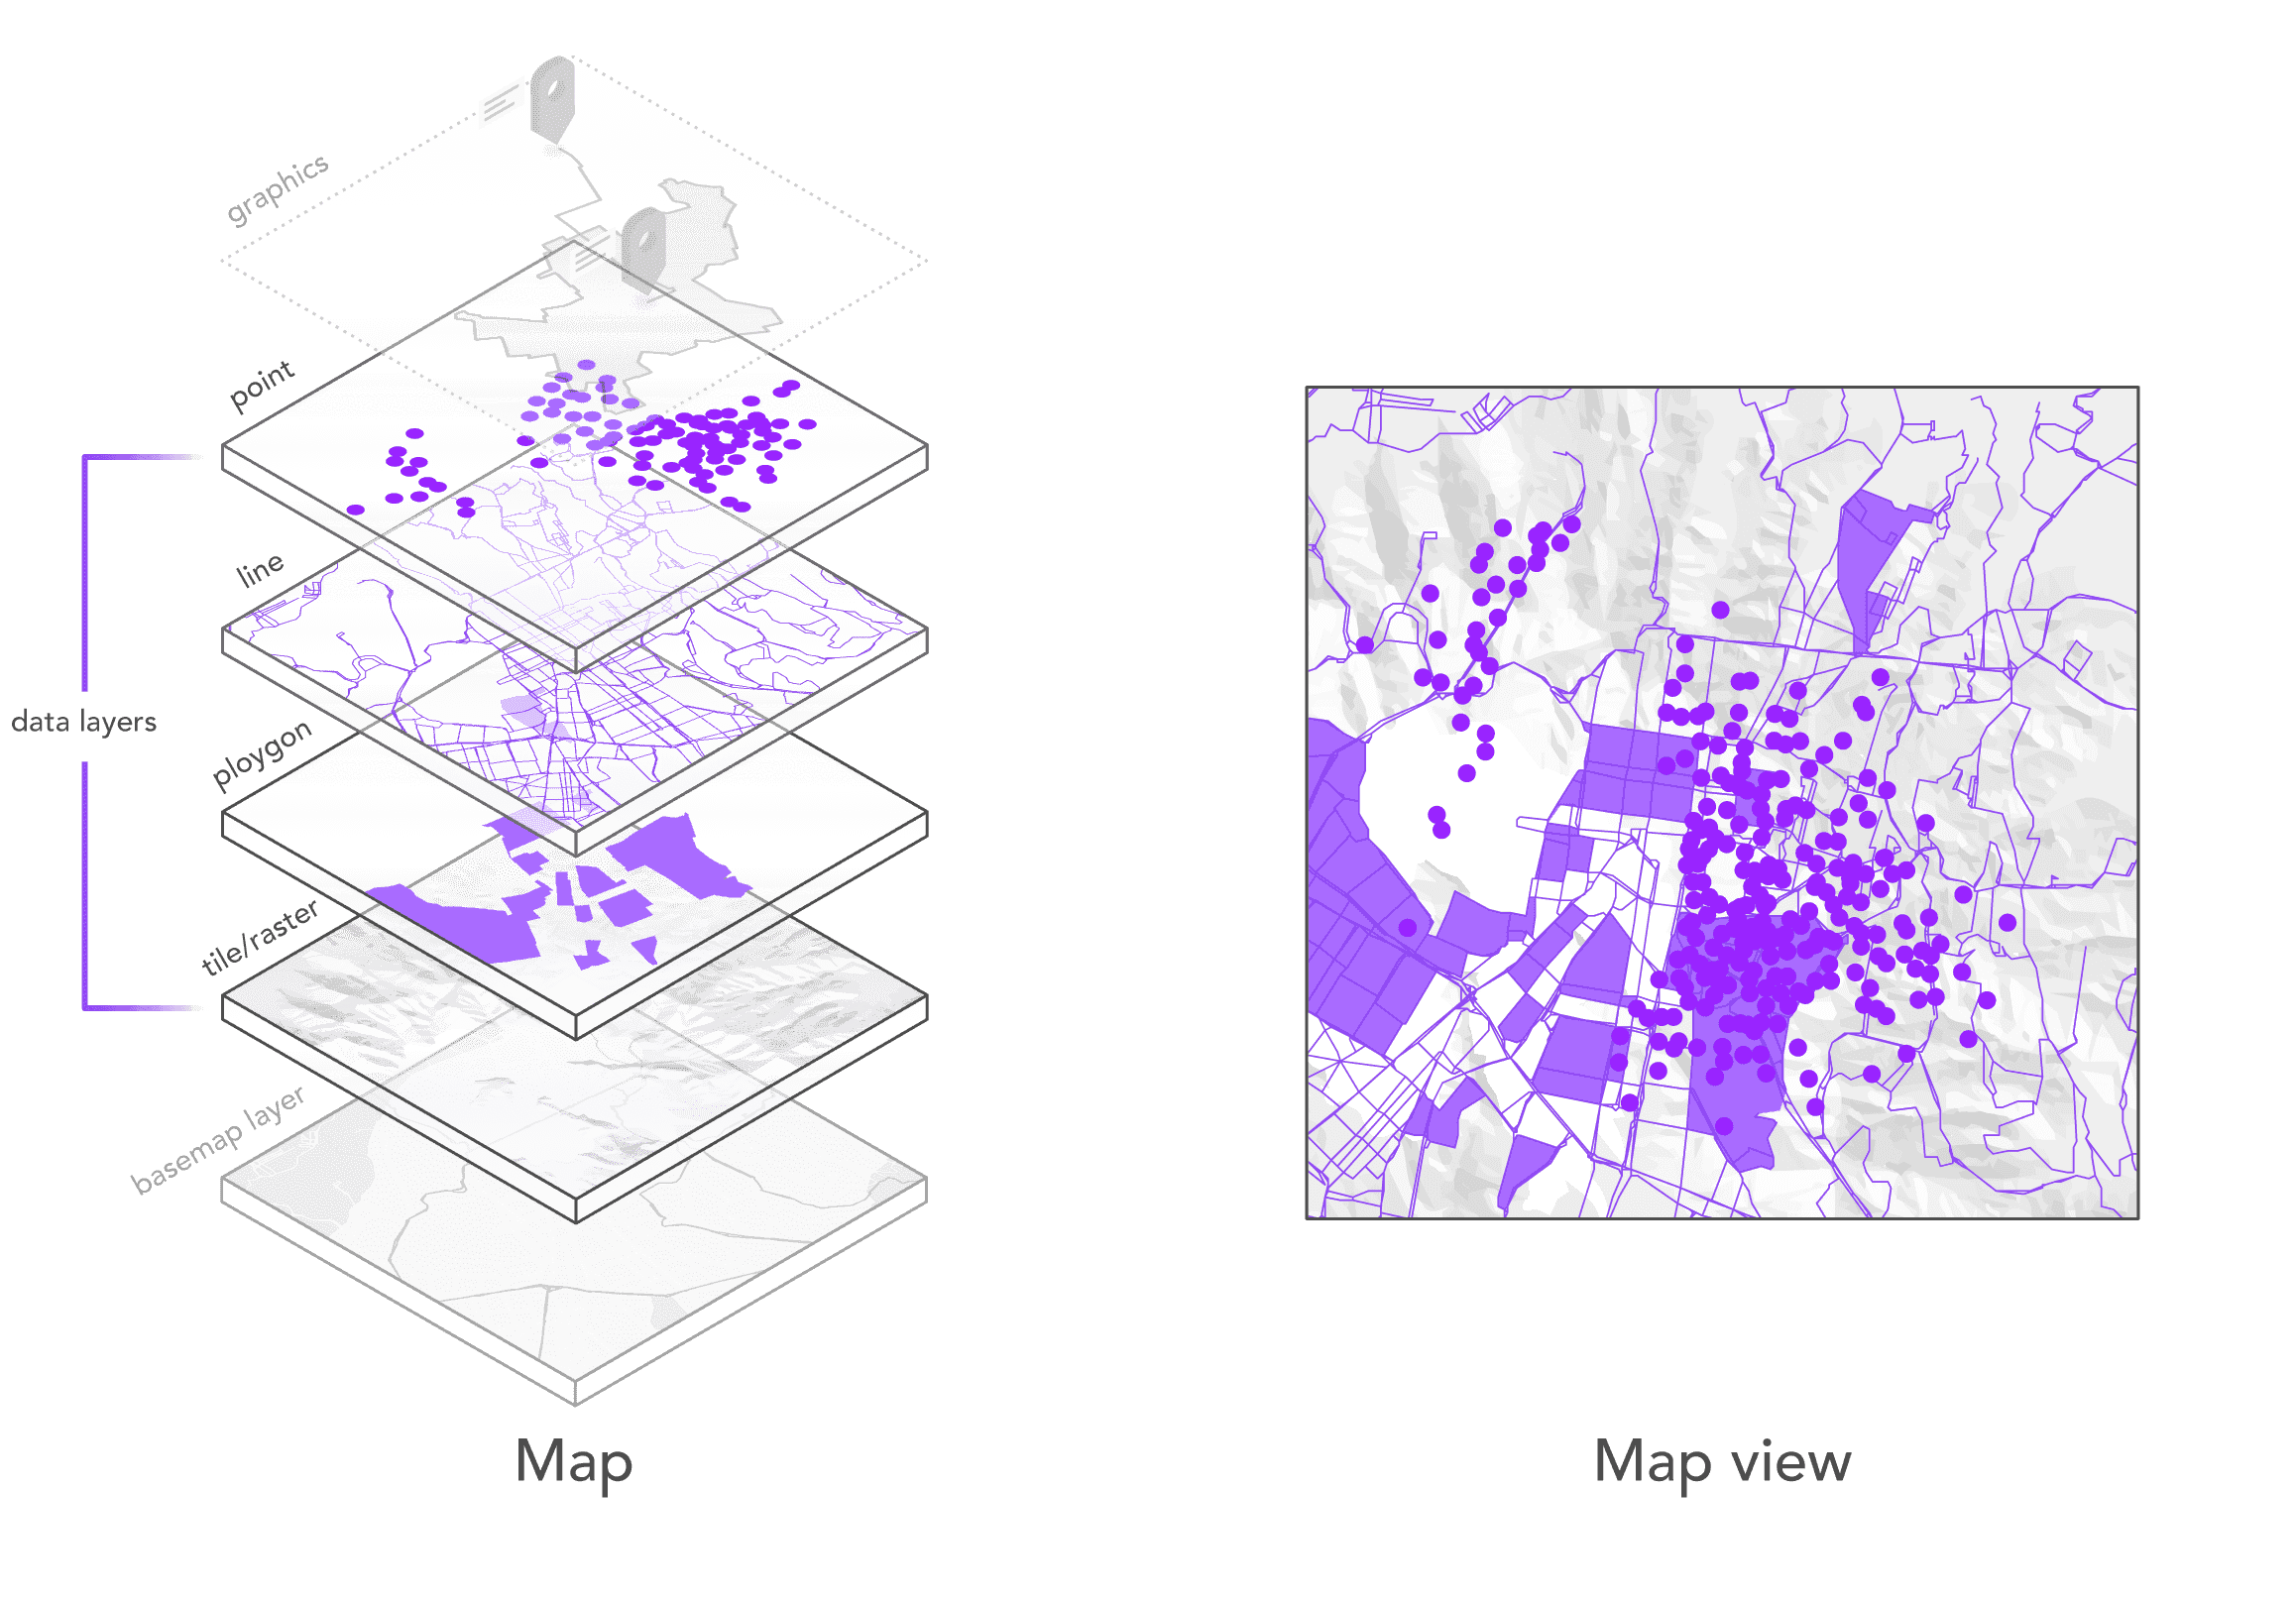 graphics
point
line
data layers
ploygon
tile/raster
basemap layer
Map
Map view